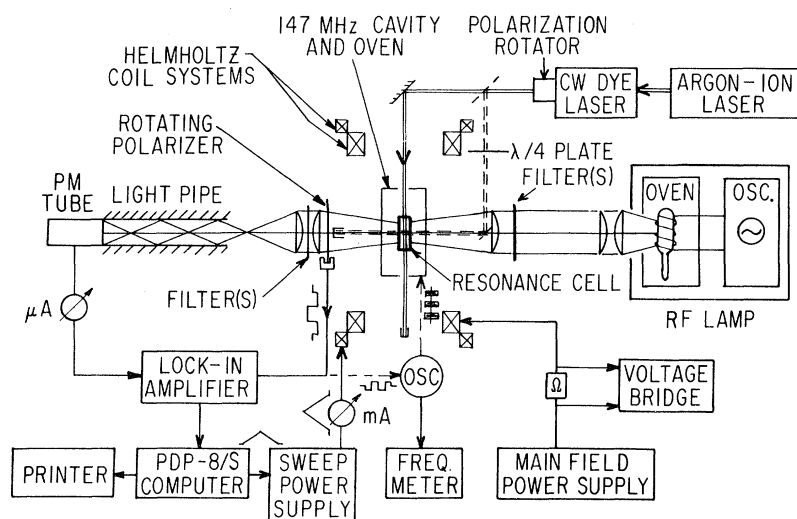 147 MHz CAVITY
AND OVEN
POLARIZATION
ROTATOR
HELMHOLTZ
COIL SYSTEMS
CW DYE
LASER
ARGON-ION
LASER
ROTATING
POLARIZER
λ/4 PLATE
FILTER(S)
PM
TUBE
LIGHT PIPE
OVEN
OSC.
FILTER(S)
RESONANCE CELL
RF LAMP
μA
LOCK-IN
AMPLIFIER
OSC
mA
Ω
VOLTAGE
BRIDGE
PRINTER
PDP-8/S
COMPUTER
SWEEP
POWER
SUPPLY
FREQ.
METER
MAIN FIELD
POWER SUPPLY